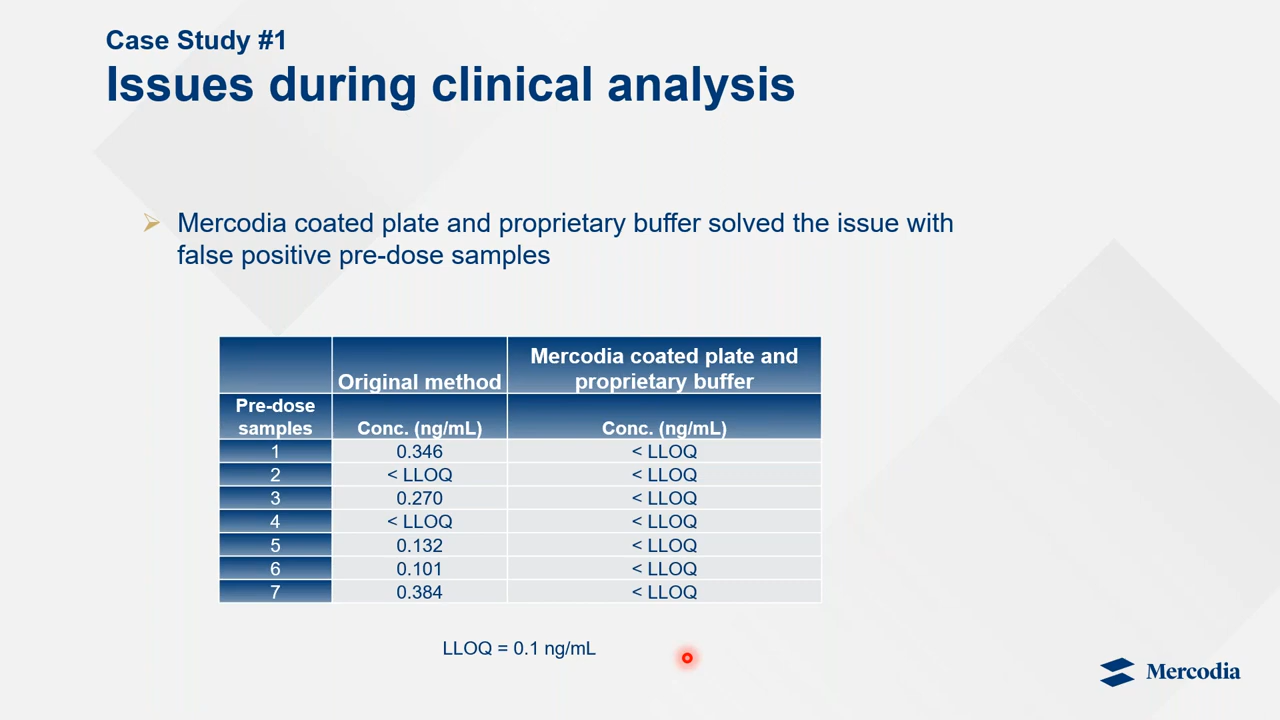 Case Study #1
Issues during clinical analysis
Mercodia coated plate and proprietary buffer solved the issue with
false positive pre-dose samples
Original method
Mercodia coated plate and
proprietary buffer
Pre-dose
samples
Conc. (ng/mL)
Conc. (ng/mL)
1 0.346 < LLOQ
2 < LLOQ < LLOQ
3 0.270 < LLOQ
4 < LLOQ < LLOQ
5 0.132 < LLOQ
6 0.101 < LLOQ
7 0.384 < LLOQ
LLOQ = 0.1 ng/mL
Mercodia